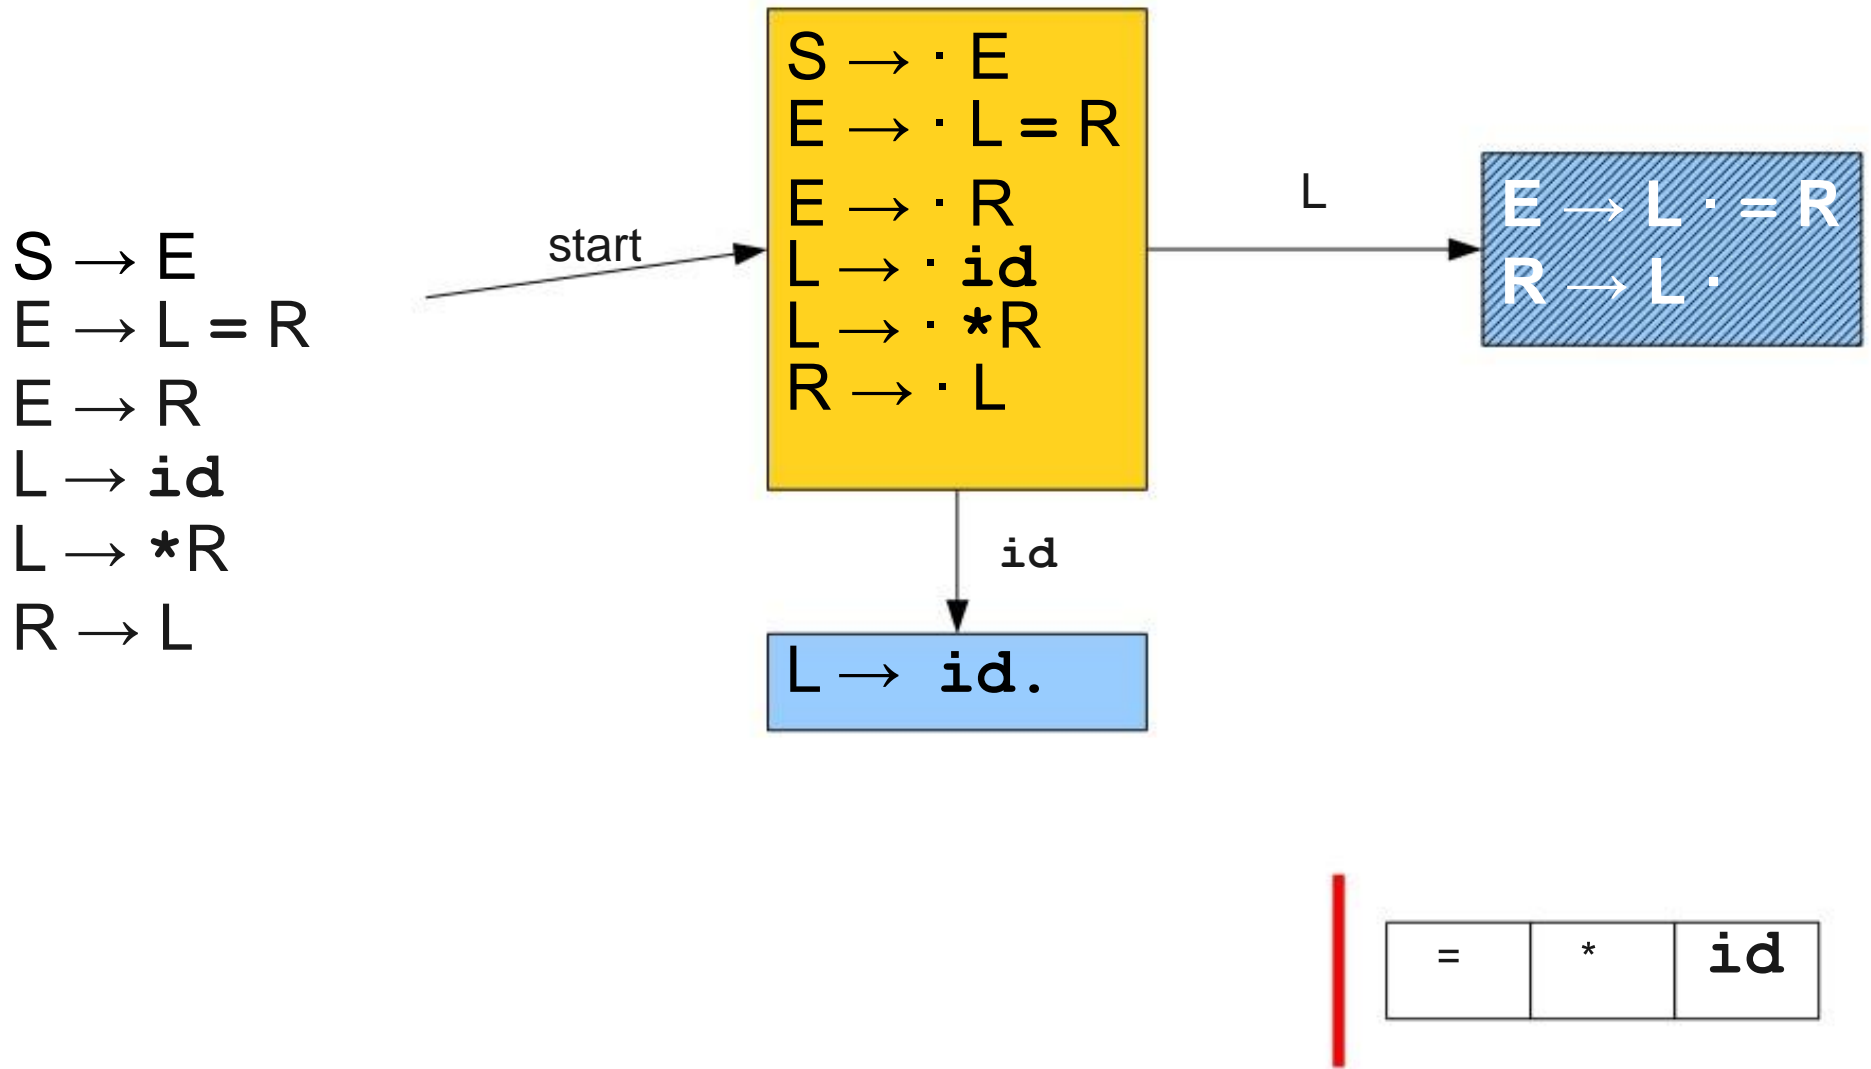 S → E
E → L = R
E → R
L → id
L → *R
R → L
start
S → · E
E → · L = R
E → · R
L → · id
L → · *R
R → · L
L
E → L · = R
R → L ·
id
L → id.
= * id